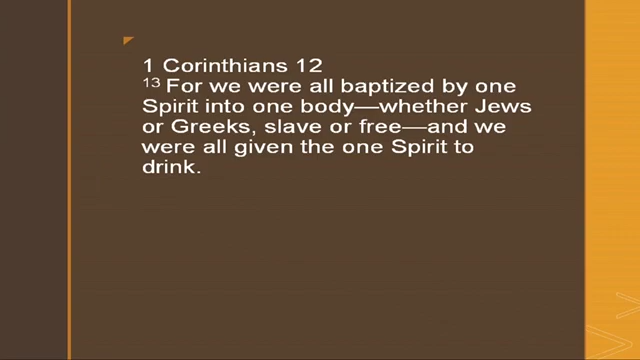 1 Corinthians 12
13 For we were all baptized by one
Spirit into one body—whether Jews
or Greeks, slave or free—and we
were all given the one Spirit to
drink.